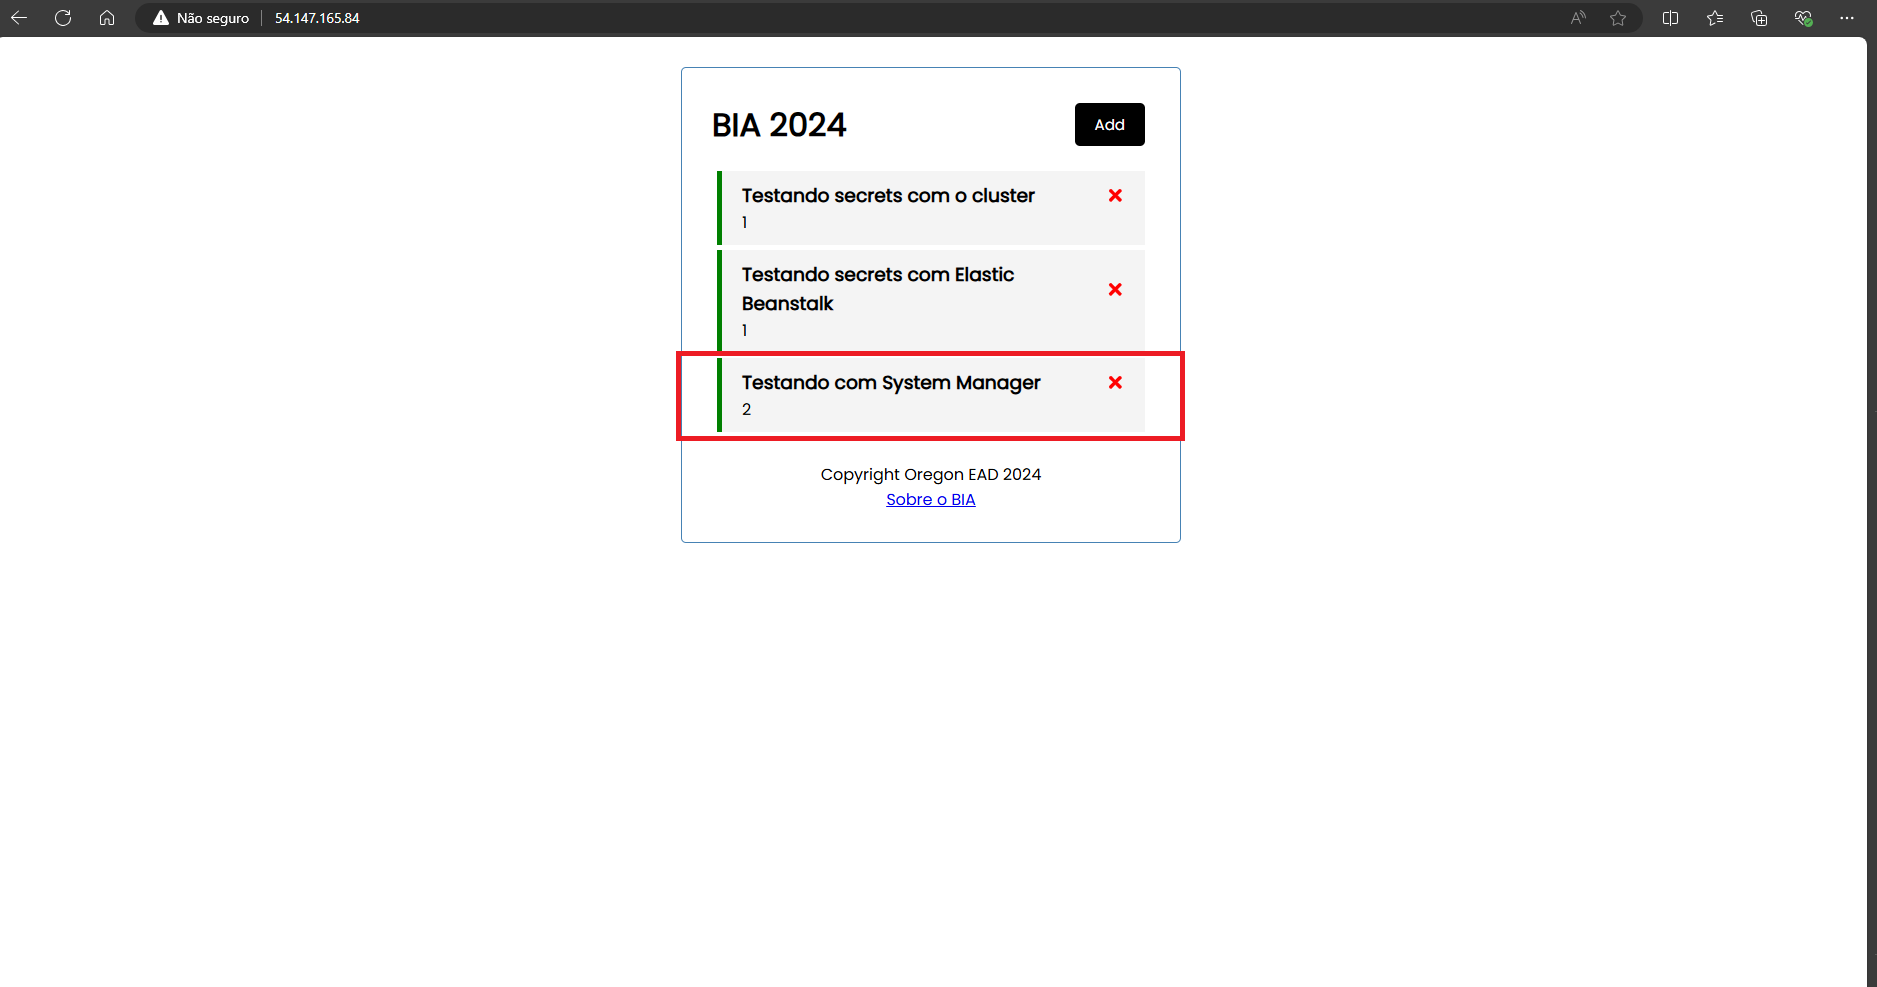 Não seguro
54.147.165.84
BIA 2024
Add
Testando secrets com o cluster
1
Testando secrets com Elastic
Beanstalk
1
Testando com System Manager
2
Copyright Oregon EAD 2024
Sobre o BIA